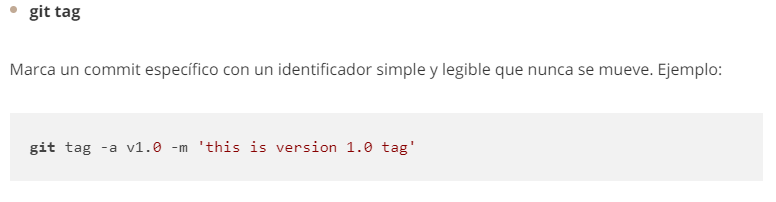 git tag
Marca un commit específico con un identificador simple y legible que nunca se mueve. Ejemplo:
git tag -a v1.0 -m 'this is version 1.0 tag'